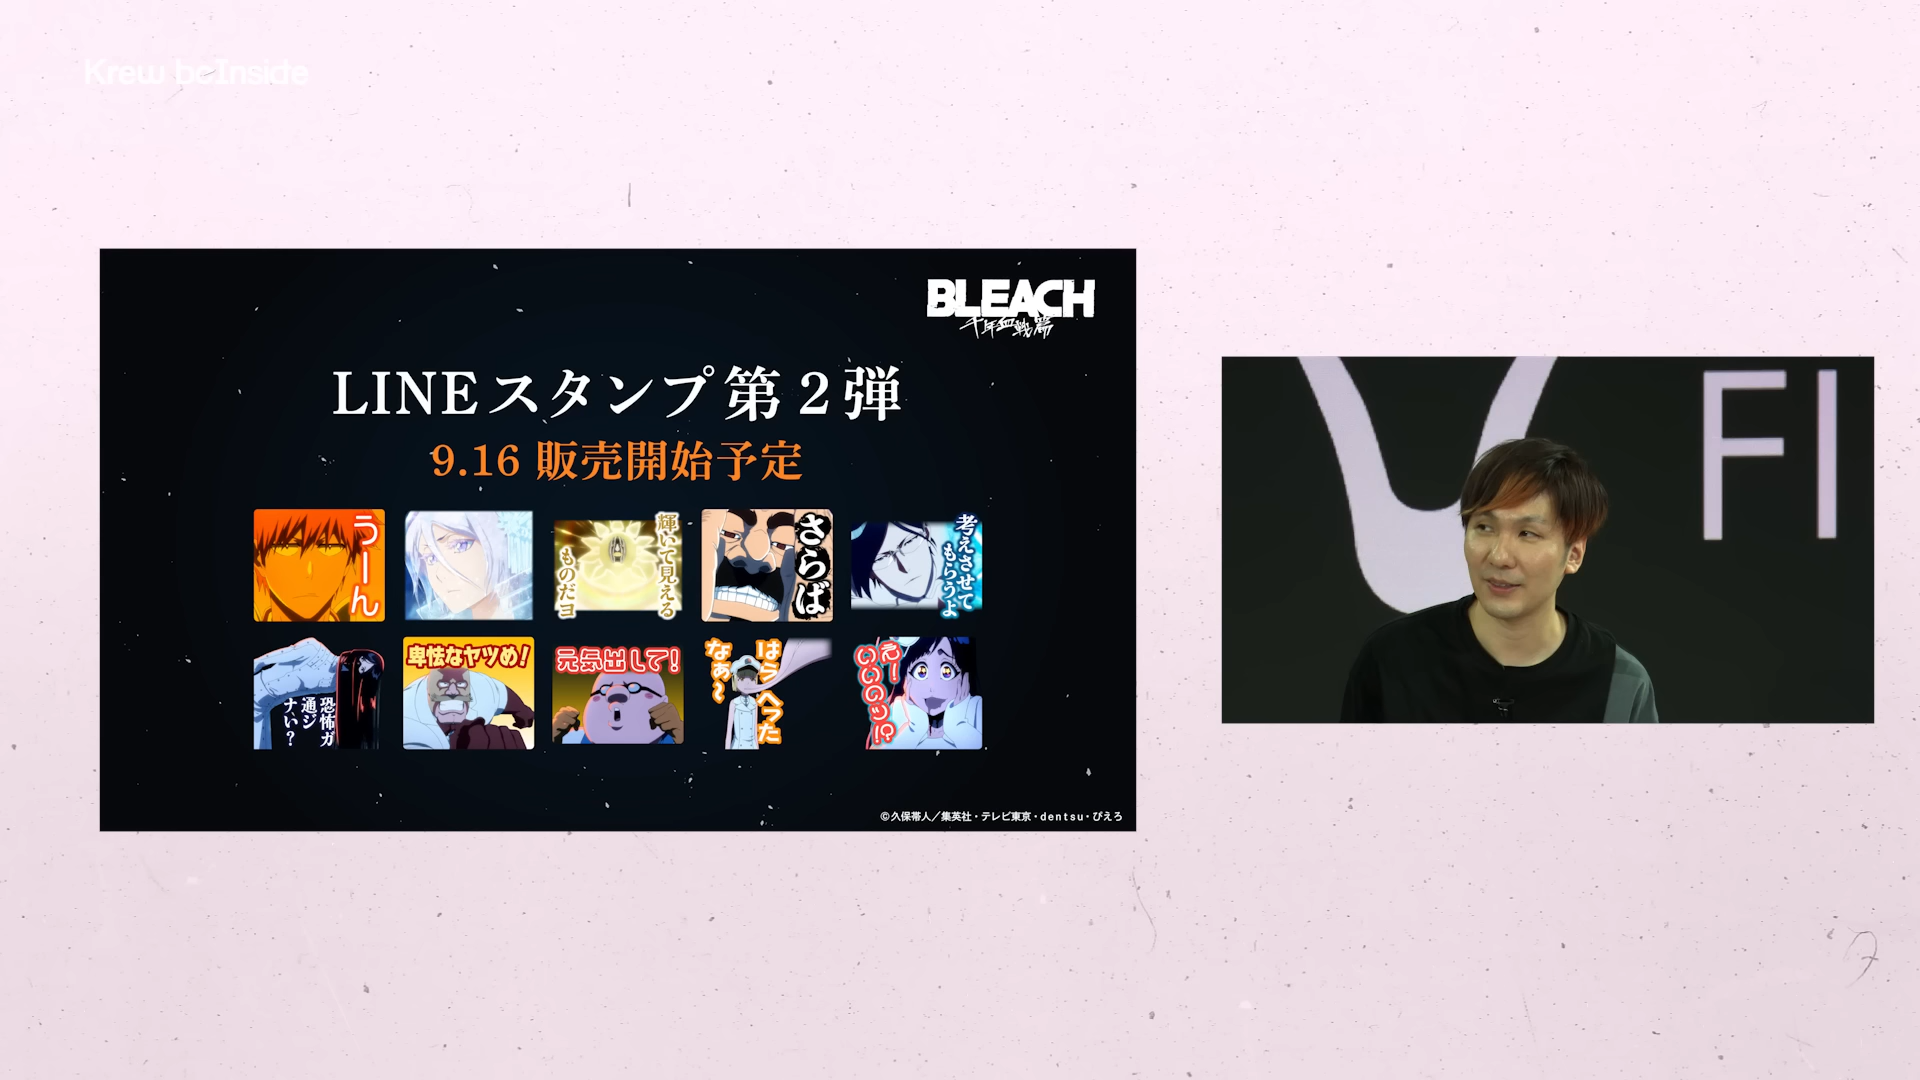 Krew beInside
BLEACH
千年血戦篇
LINEスタンプ第2弾
9.16 販売開始予定
うーん
輝いて見える
ものだヨ
さらば
考えさせて
もらうよ
恐怖ガ
通ジ
ナい?
卑怯なヤツめ!
元気出して!
はらへった
なぁ~
え!
いいのッ!?
©久保帯人/集英社・テレビ東京・dentsu・ぴえろ
FI